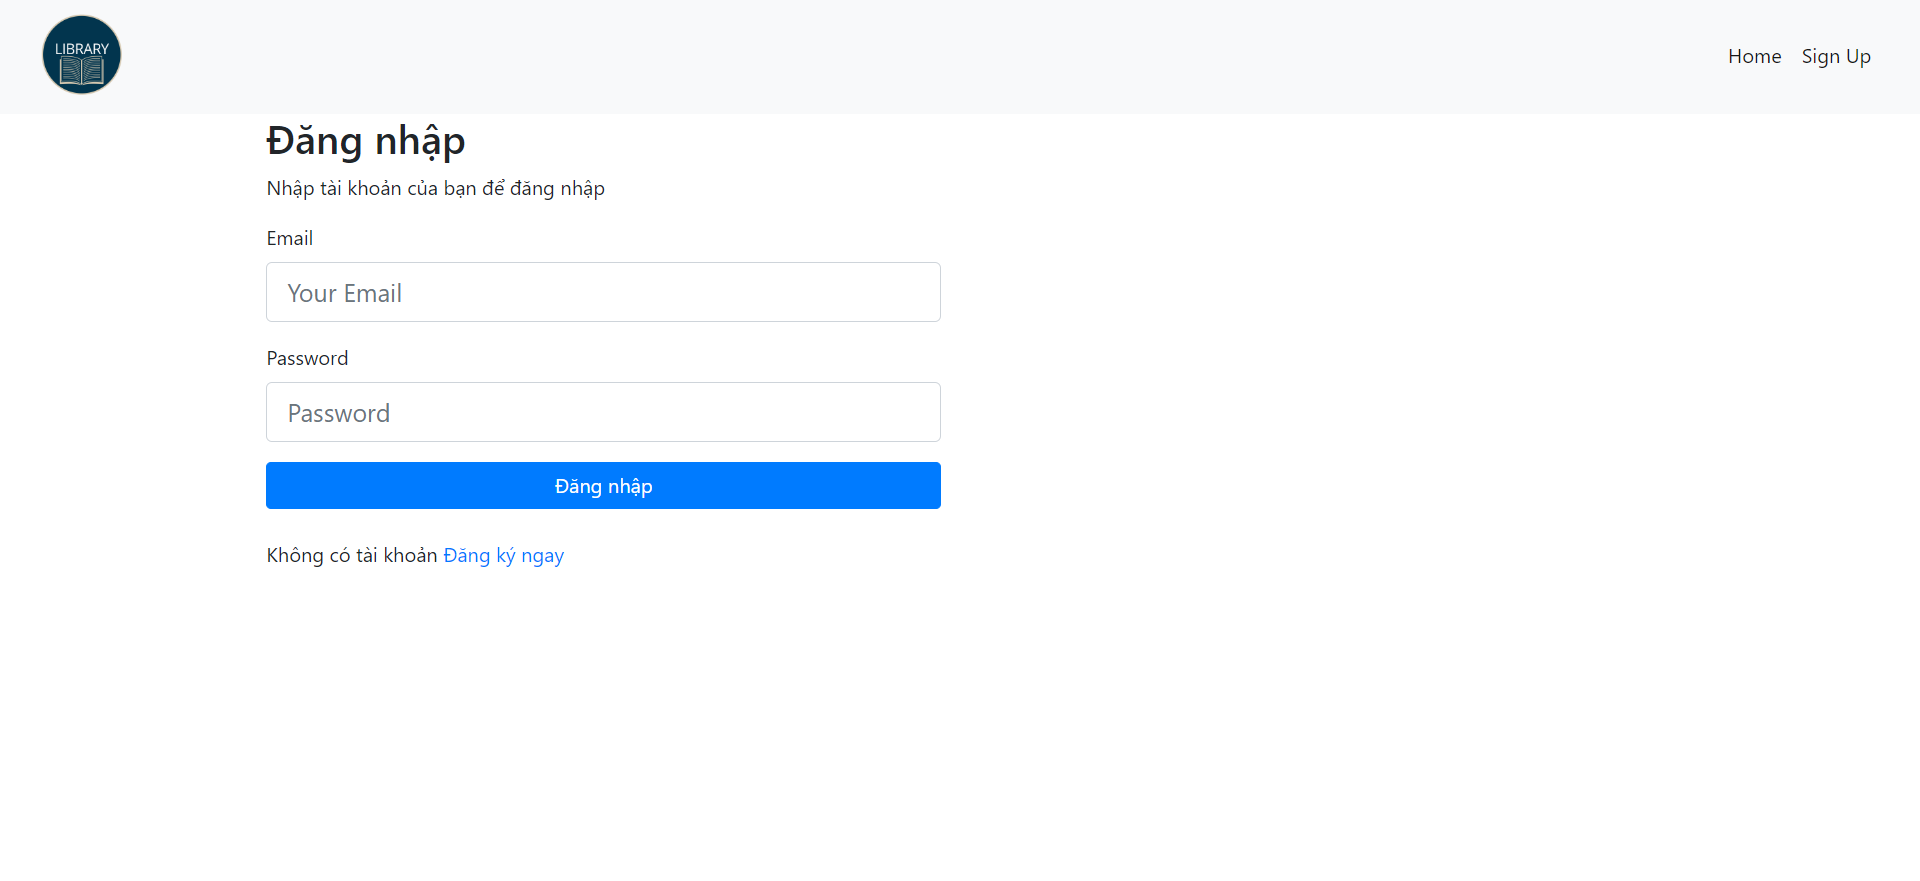 LIBRARY
Home Sign Up
Đăng nhập
Nhập tài khoản của bạn để đăng nhập
Email
Your Email
Password
Password
Đăng nhập
Không có tài khoản Đăng ký ngay